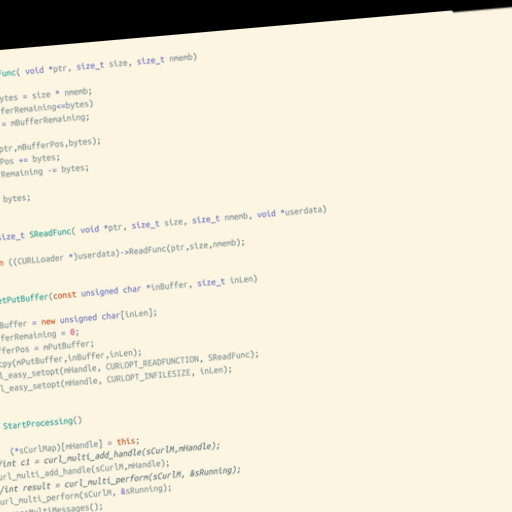 Func( void *ptr, size_t size, size_t nmemb)
ytes = size * nmemb;
ferRemaining<=bytes)
= mBufferRemaining;
ptr,mBufferPos,bytes);
Pos += bytes;
Remaining -= bytes;
bytes;
size_t SReadFunc( void *ptr, size_t size, size_t nmemb, void *userdata)
n ((CURLLoader *)userdata)->ReadFunc(ptr,size,nmemb);
etPutBuffer(const unsigned char *inBuffer, size_t inLen)
Buffer = new unsigned char[inLen];
fferRemaining = 0;
fferPos = mPutBuffer;
cpy(mPutBuffer,inBuffer,inLen);
l_easy_setopt(mHandle, CURLOPT_READFUNCTION, SReadFunc);
l_easy_setopt(mHandle, CURLOPT_INFILESIZE, inLen);
StartProcessing()
(*sCurlMap)[mHandle] = this;
/int c1 = curl_multi_add_handle(sCurlM,mHandle);
url_multi_add_handle(sCurlM,mHandle);
/int result = curl_multi_perform(sCurlM, &sRunning);
url_multi_perform(sCurlM, &sRunning);
MultiMessages();